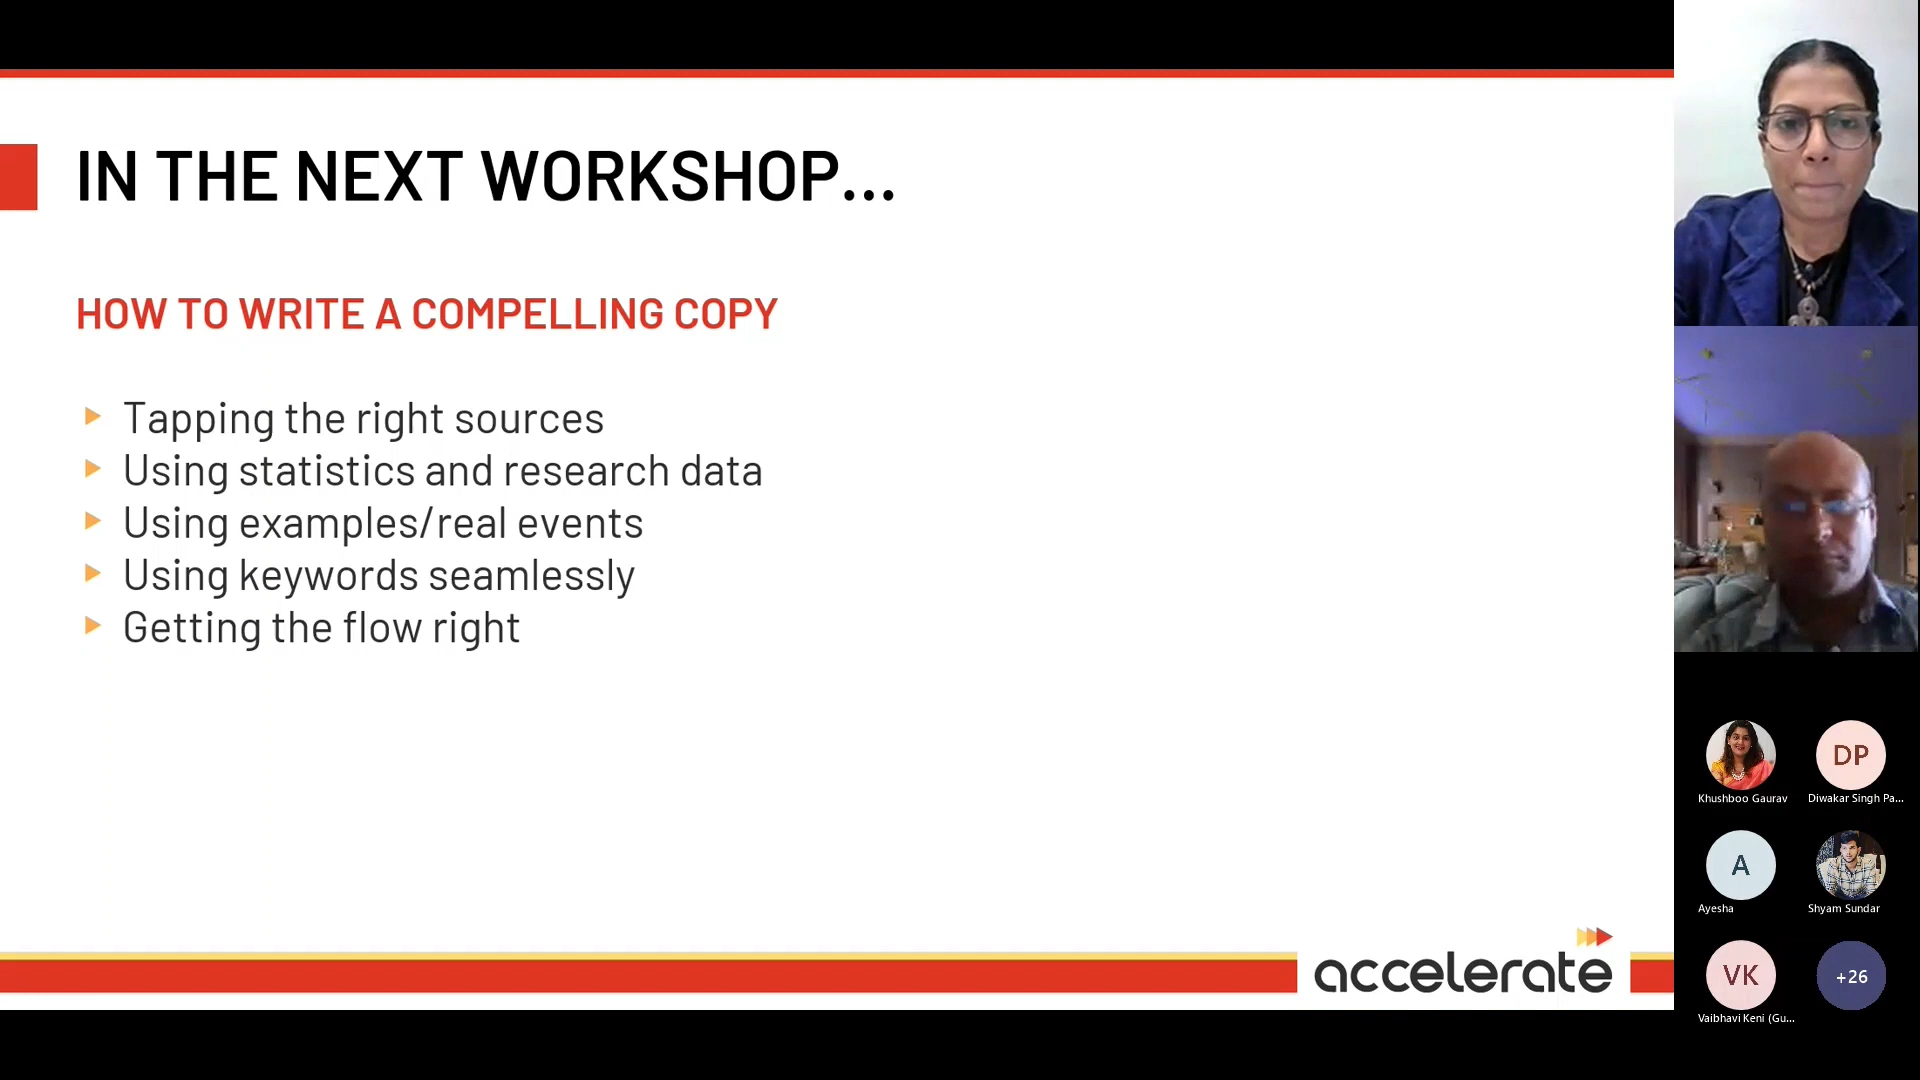 IN THE NEXT WORKSHOP...
HOW TO WRITE A COMPELLING COPY
Tapping the right sources
Using statistics and research data
Using examples/real events
Using keywords seamlessly
Getting the flow right
accelerate
DP
Khushboo Gaurav
Diwakar Singh Pa...
A
Ayesha
Shyam Sundar
VK
+26
Vaibhavi Keni (Gu...